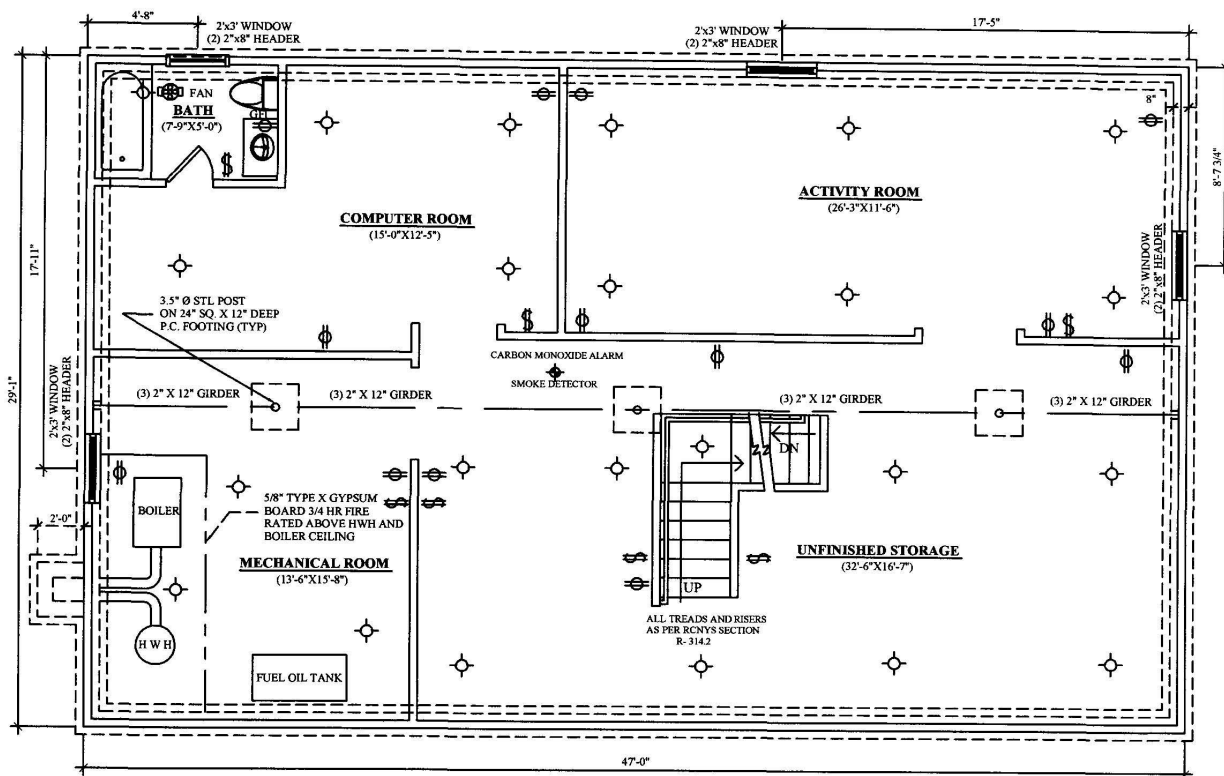 4'-8"
2'x3' WINDOW
(2) 2"x8" HEADER
2'x3' WINDOW
(2) 2"x8" HEADER
17'-5"
FAN
BATH
(7'-9"X5'-0")
GFI
8"
8'-7 3/4"
COMPUTER ROOM
(15'-0"X12'-5")
ACTIVITY ROOM
(26'-3"X11'-6")
17'-11"
29'-1"
2'x3' WINDOW
(2) 2"x8" HEADER
3.5" Ø STL POST
ON 24" SQ. X 12" DEEP
P.C. FOOTING (TYP)
CARBON MONOXIDE ALARM
SMOKE DETECTOR
2'x3' WINDOW
(2) 2"x8" HEADER
(3) 2" X 12" GIRDER
(3) 2" X 12" GIRDER
(3) 2" X 12" GIRDER
(3) 2" X 12" GIRDER
DN
2'-0"
BOILER
5/8" TYPE X GYPSUM
BOARD 3/4 HR FIRE
RATED ABOVE HWH AND
BOILER CEILING
MECHANICAL ROOM
(13'-6"X15'-8")
UNFINISHED STORAGE
(32'-6"X16'-7")
UP
ALL TREADS AND RISERS
AS PER RCNYS SECTION
R- 314.2
H W H
FUEL OIL TANK
47'-0"